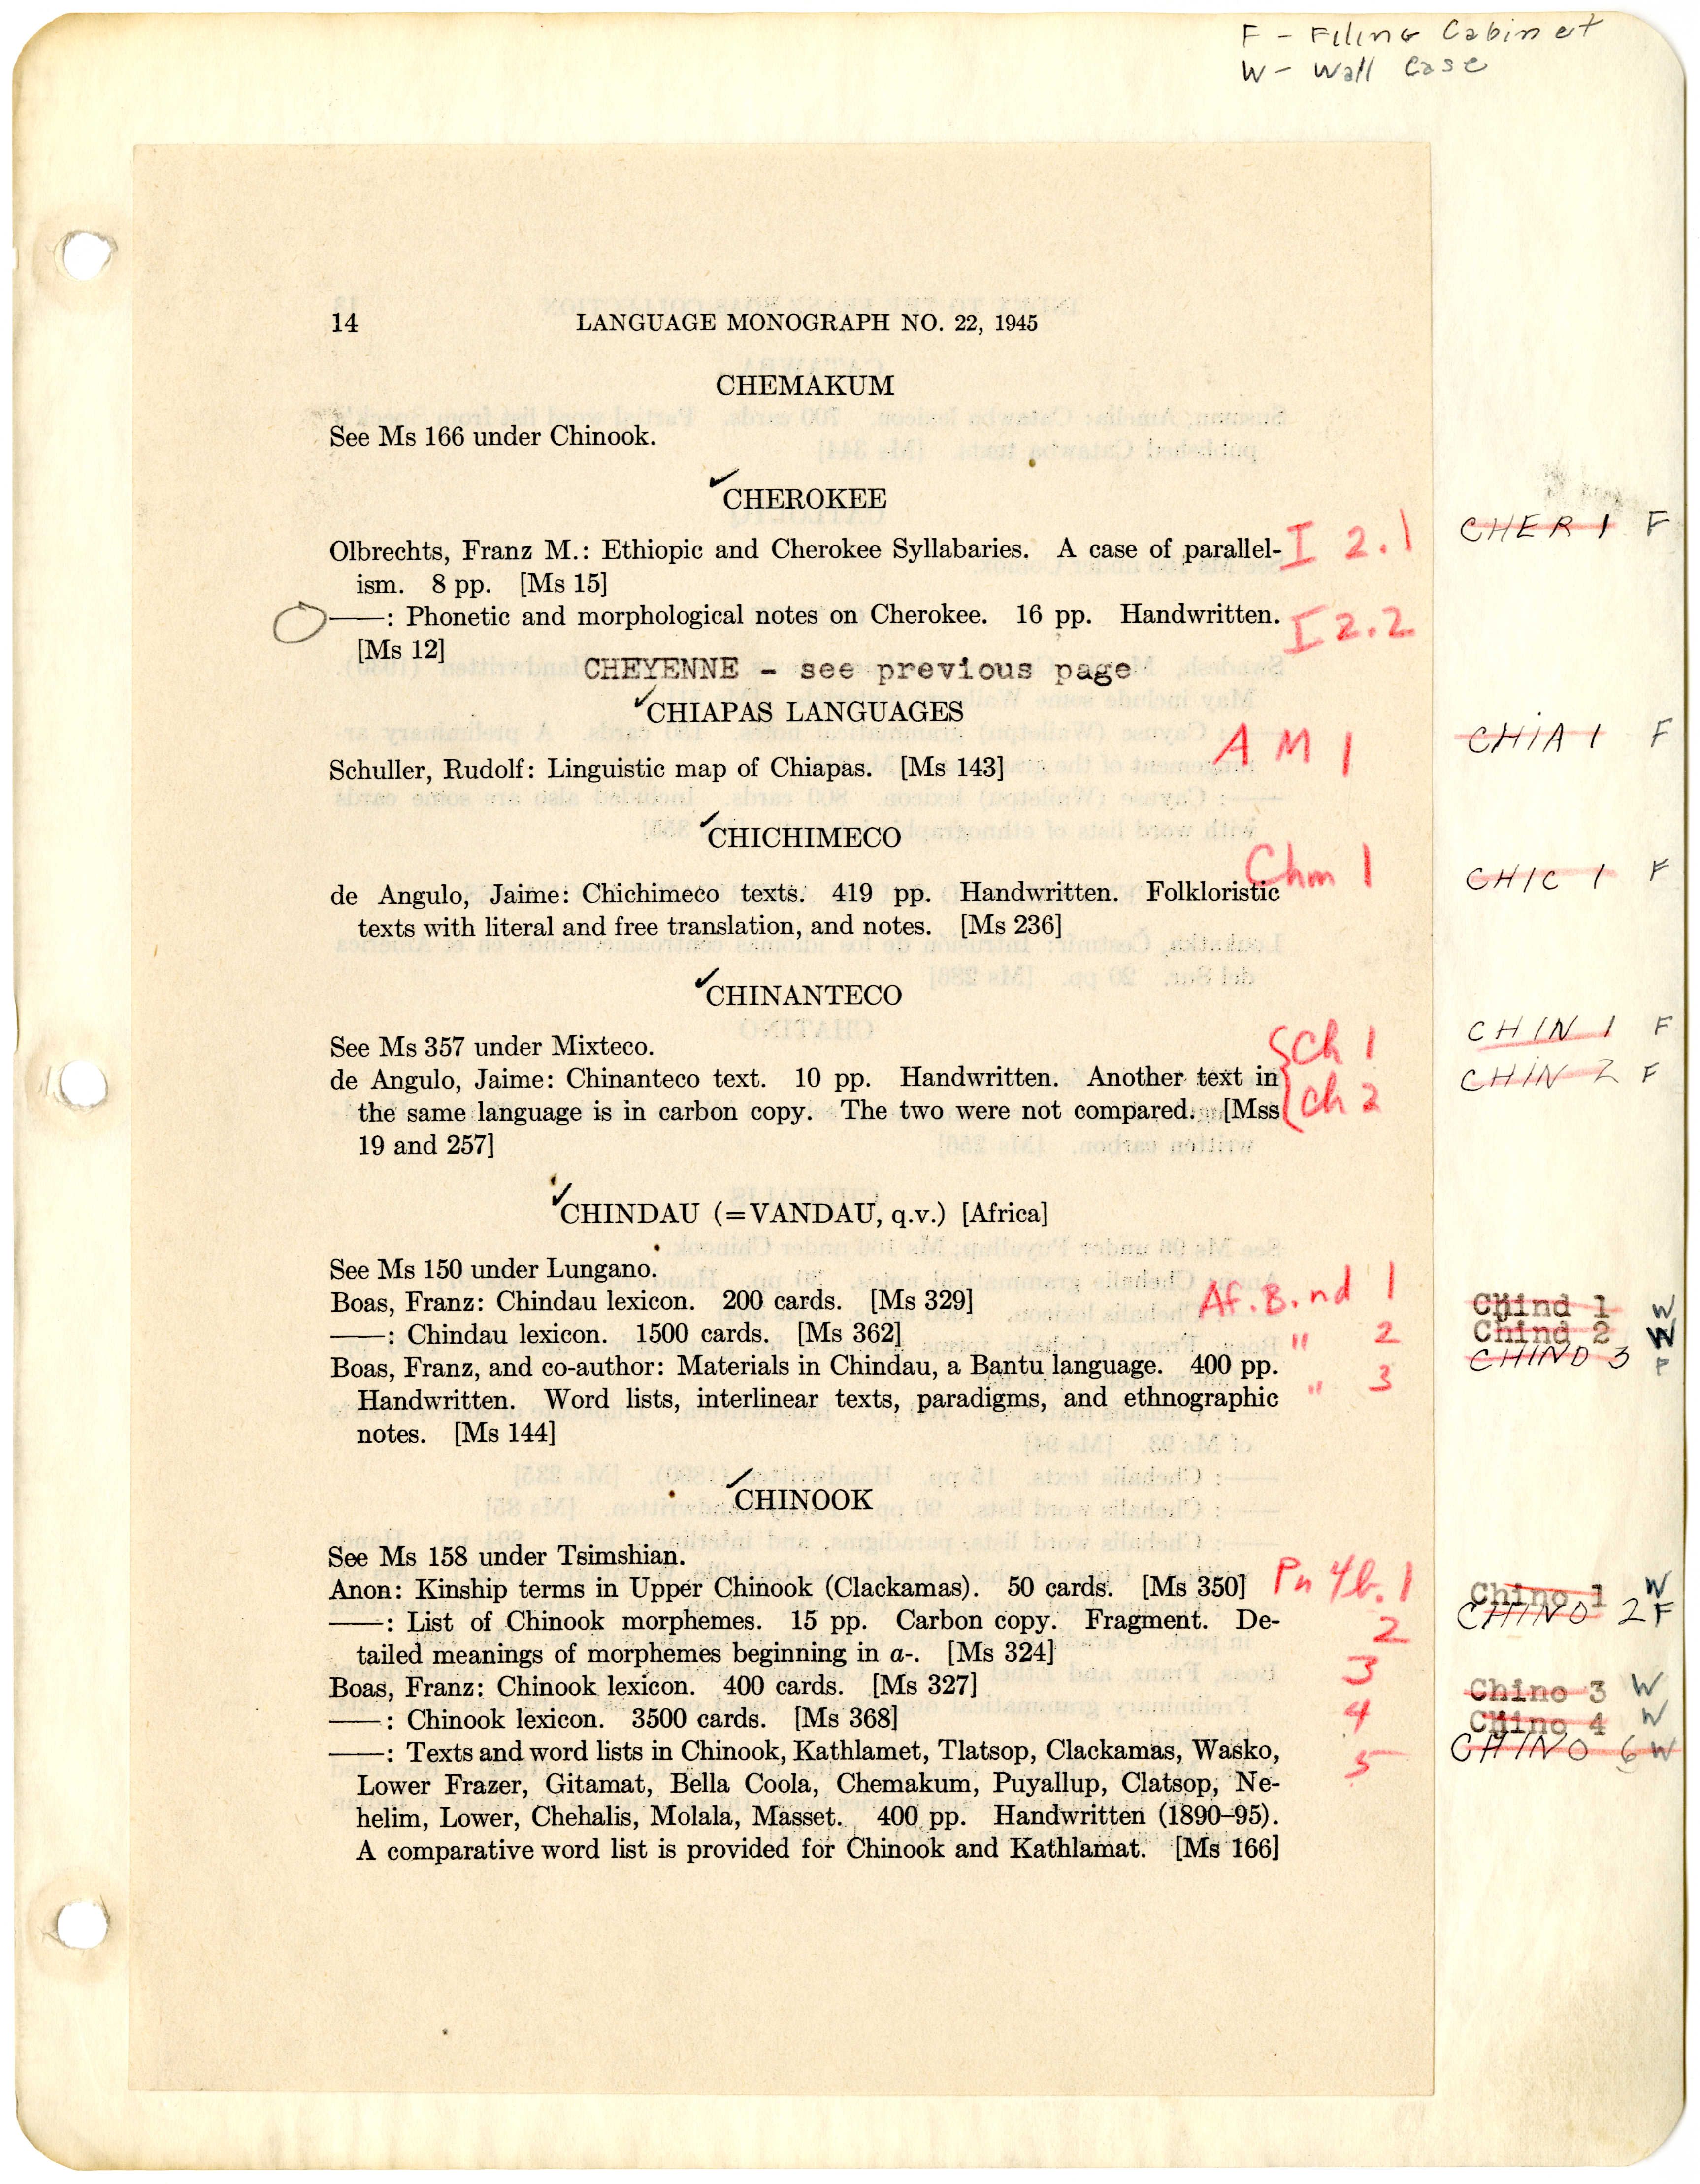 F - Filing Cabinet
W - Wall Case
14 LANGUAGE MONOGRAPH NO. 22, 1945
CHEMAKUM
See Ms 166 under Chinook.
✓CHEROKEE
Olbrechts, Franz M.: Ethiopic and Cherokee Syllabaries. A case of parallel- I 2.1 CHER 1 F
ism. 8 pp. [Ms 15]
——: Phonetic and morphological notes on Cherokee. 16 pp. Handwritten. I 2.2
[Ms 12]
CHEYENNE - see previous page
✓CHIAPAS LANGUAGES
Schuller, Rudolf: Linguistic map of Chiapas. [Ms 143] A M 1 CHIA 1 F
✓CHICHIMECO
Chm 1 CHIC 1 F
de Angulo, Jaime: Chichimeco texts. 419 pp. Handwritten. Folkloristic
texts with literal and free translation, and notes. [Ms 236]
✓CHINANTECO
See Ms 357 under Mixteco. Ch 1 CHIN 1 F
de Angulo, Jaime: Chinanteco text. 10 pp. Handwritten. Another text in Ch 2 CHIN 2 F
the same language is in carbon copy. The two were not compared. [Mss
19 and 257]
✓CHINDAU (=VANDAU, q.v.) [Africa]
See Ms 150 under Lungano.
Boas, Franz: Chindau lexicon. 200 cards. [Ms 329] Af. B. nd 1 Chind 1 W
——: Chindau lexicon. 1500 cards. [Ms 362] " 2 Chind 2 W
Boas, Franz, and co-author: Materials in Chindau, a Bantu language. 400 pp. " 3 CHIND 3 F
Handwritten. Word lists, interlinear texts, paradigms, and ethnographic
notes. [Ms 144]
✓CHINOOK
See Ms 158 under Tsimshian.
Anon: Kinship terms in Upper Chinook (Clackamas). 50 cards. [Ms 350] Pn 4b. 1 Chino 1 W
——: List of Chinook morphemes. 15 pp. Carbon copy. Fragment. De- 2 CHINO 2 F
tailed meanings of morphemes beginning in a-. [Ms 324]
Boas, Franz: Chinook lexicon. 400 cards. [Ms 327] 3 Chino 3 W
——: Chinook lexicon. 3500 cards. [Ms 368] 4 Chino 4 W
——: Texts and word lists in Chinook, Kathlamet, Tlatsop, Clackamas, Wasko, 5 CHINO 6 W
Lower Frazer, Gitamat, Bella Coola, Chemakum, Puyallup, Clatsop, Ne-
helim, Lower, Chehalis, Molala, Masset. 400 pp. Handwritten (1890–95).
A comparative word list is provided for Chinook and Kathlamat. [Ms 166]